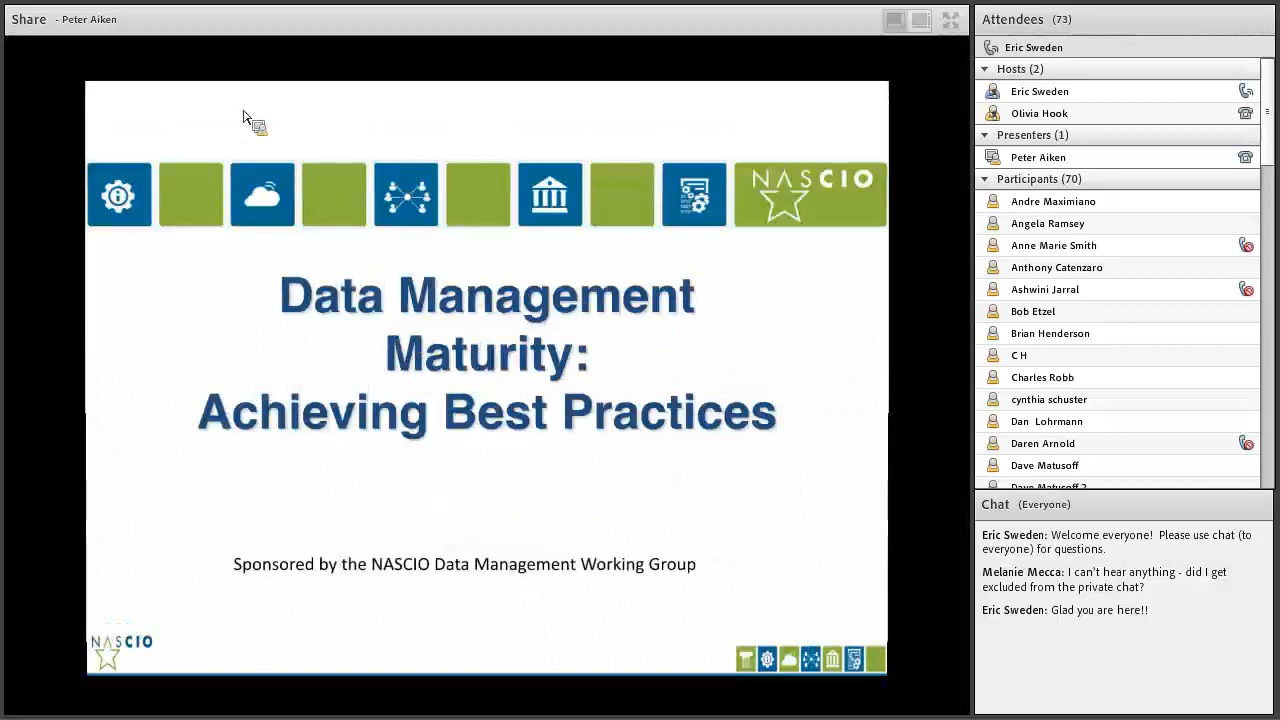 Share - Peter Aiken
NASCIO
Data Management
Maturity:
Achieving Best Practices
Sponsored by the NASCIO Data Management Working Group
NASCIO
Attendees (73)
Eric Sweden
Hosts (2)
Eric Sweden
Olivia Hook
Presenters (1)
Peter Aiken
Participants (70)
Andre Maximiano
Angela Ramsey
Anne Marie Smith
Anthony Catenzaro
Ashwini Jarral
Bob Etzel
Brian Henderson
C H
Charles Robb
cynthia schuster
Dan Lohrmann
Daren Arnold
Dave Matusoff
Dave Matusoff 2
Chat (Everyone)
Eric Sweden: Welcome everyone! Please use chat (to
everyone) for questions.
Melanie Mecca: I can't hear anything - did I get
excluded from the private chat?
Eric Sweden: Glad you are here!!